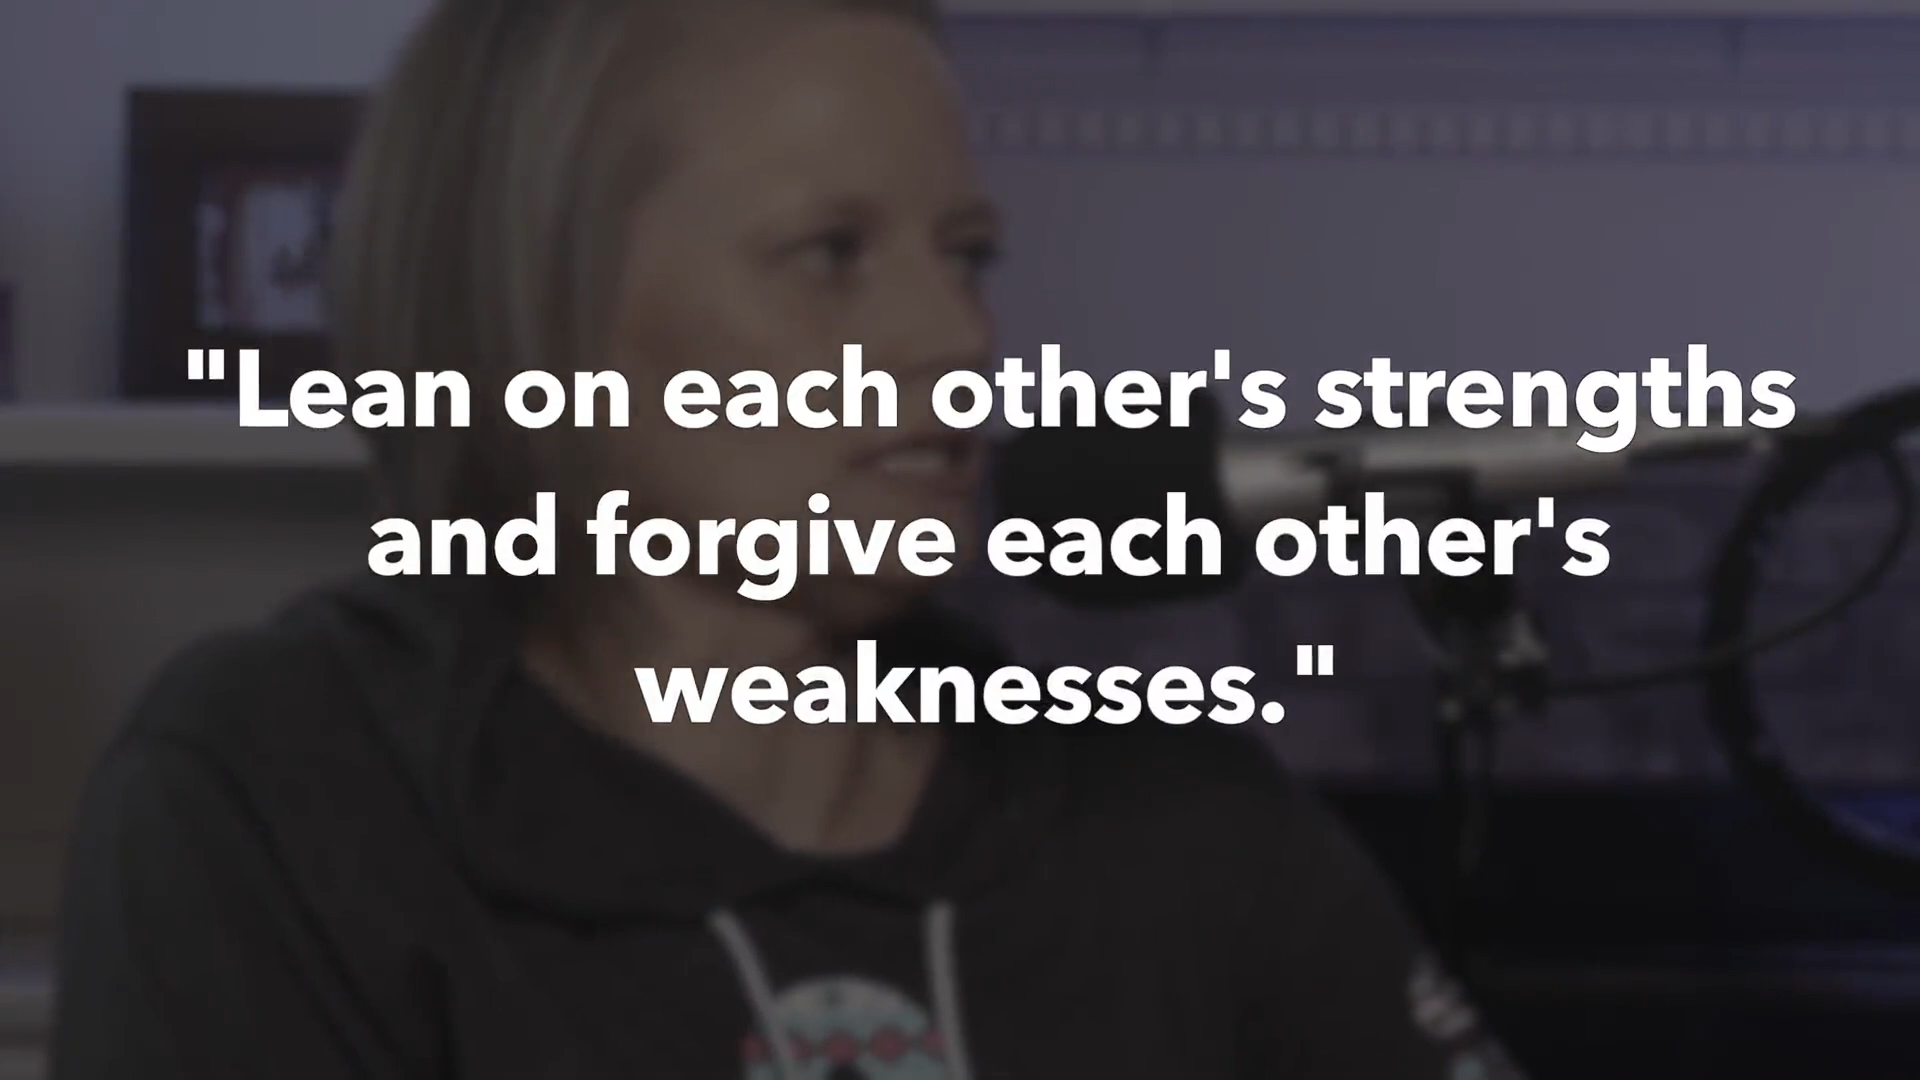 "Lean on each other's strengths
and forgive each other's
weaknesses."